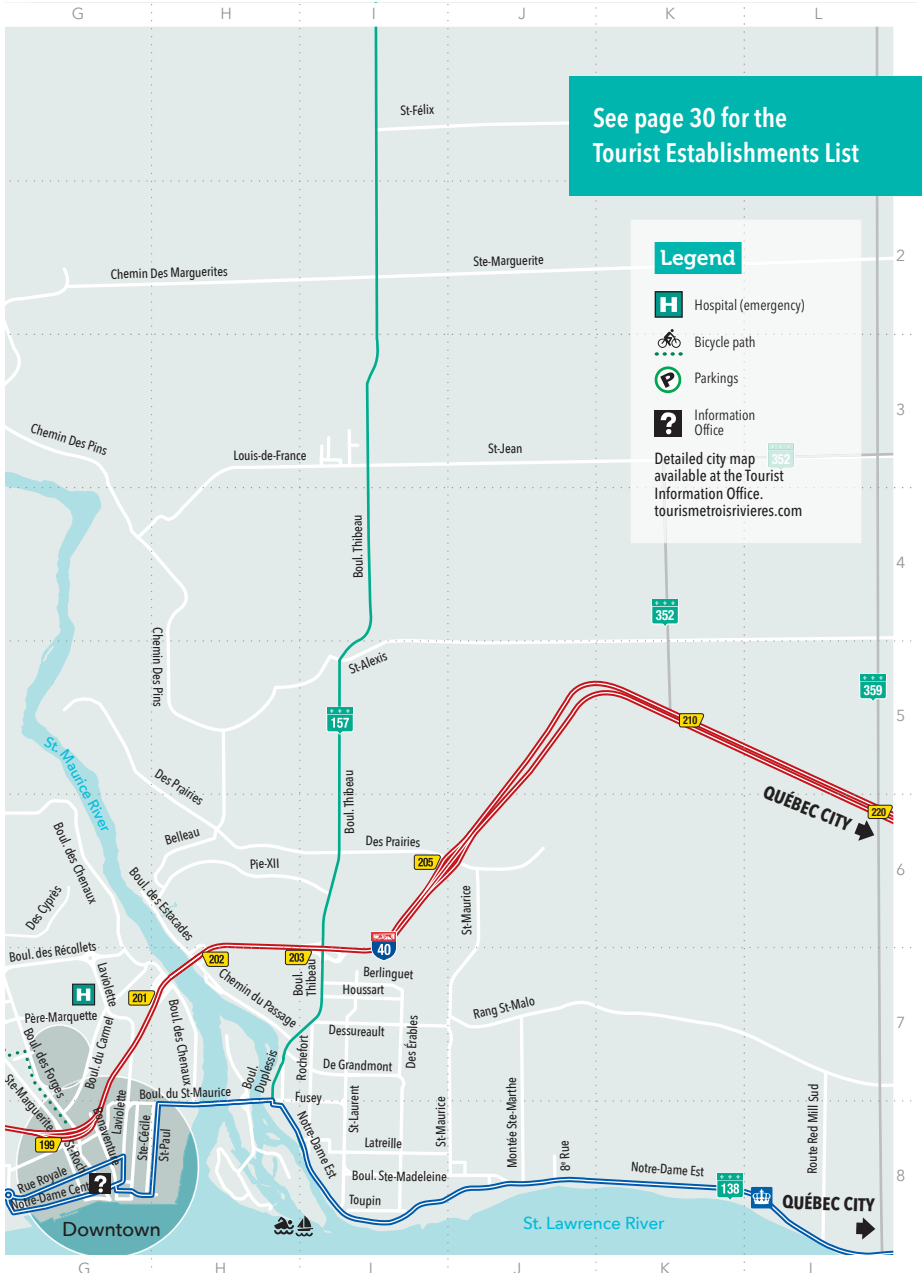 G H I J K L
St-Félix
See page 30 for the
Tourist Establishments List
2
Chemin Des Marguerites
Ste-Marguerite
Legend
H Hospital (emergency)
Bicycle path
P Parkings
? Information
Office
Detailed city map
available at the Tourist
Information Office.
tourismetroisrivieres.com
352
3
Chemin Des Pins
Louis-de-France
St-Jean
Boul. Thibeau
4
352
Chemin Des Pins
St-Alexis
359
157
210
5
St. Maurice River
Des Prairies
Boul. Thibeau
QUÉBEC CITY
220
Belleau
Des Prairies
205
Pie-XII
6
Boul. des Chenaux
Des Cyprès
Boul. des Estacades
St-Maurice
Boul. des Récollets
40
202
203
Laviolette
H
201
Chemin du Passage
Boul.
Thibeau
Berlinguet
Houssart
Père-Marquette
Boul. des Chenaux
Rang St-Malo
7
Boul. des Forges
Boul. du Carmel
Dessureault
Des Érables
Rochefort
De Grandmont
Ste-Marguerite
Boul.
Duplessis
Boul. du St-Maurice
Fusey
St-Laurent
St-Maurice
Montée Ste-Marthe
Route Red Mill Sud
199
Laviolette
Bonaventure
Ste-Cécile
St-Paul
St-Roch
Notre-Dame Est
Latreille
8e Rue
Boul. Ste-Madeleine
Notre-Dame Est
8
Rue Royale
?
Notre-Dame Cent
Toupin
138
QUÉBEC CITY
Downtown
St. Lawrence River
G H I J K L